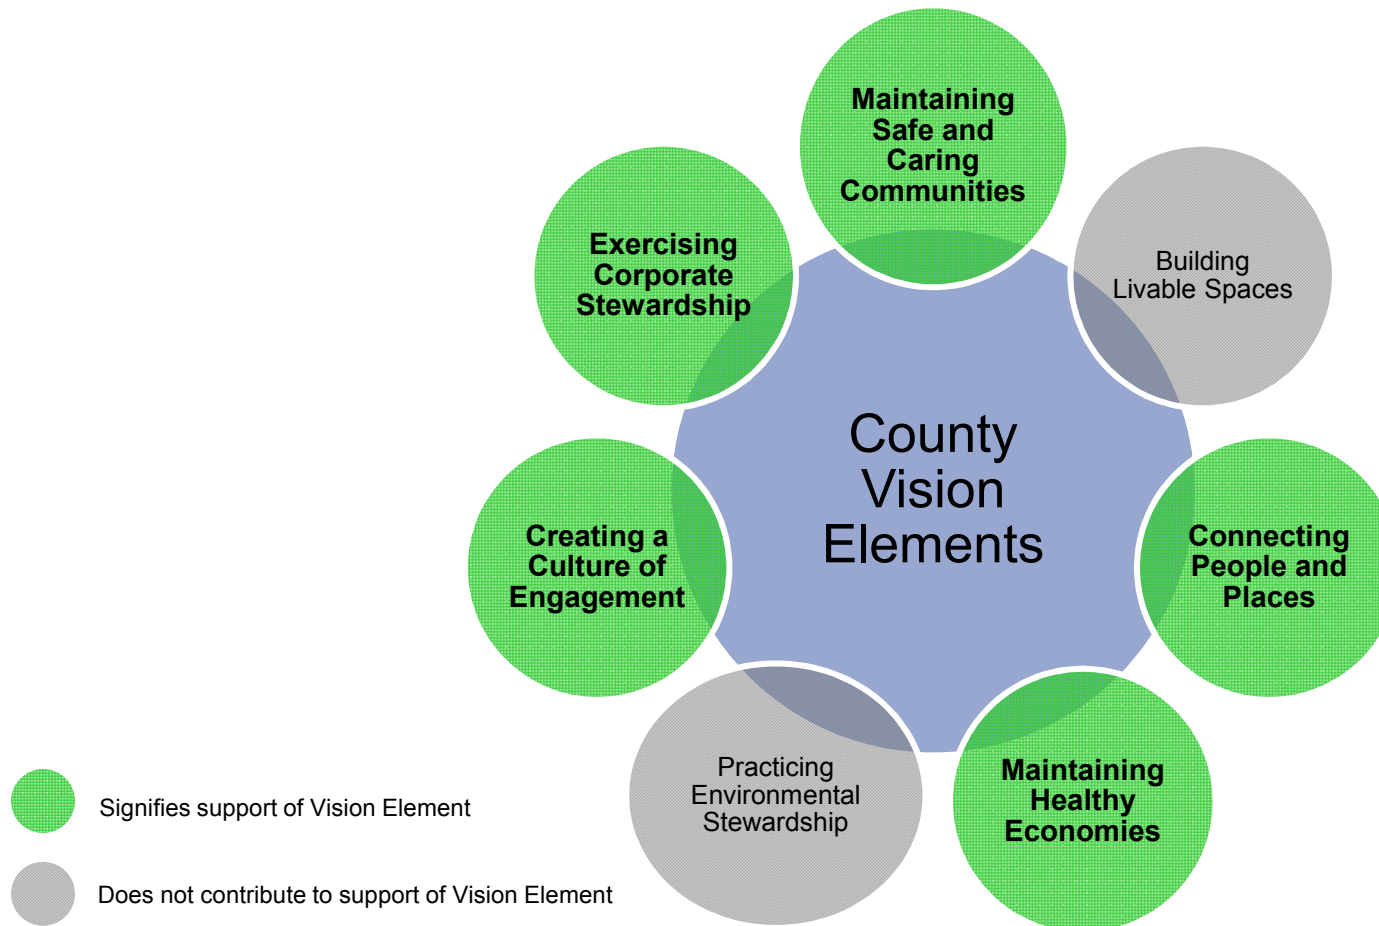 Maintaining
Safe and
Caring
Communities
Building
Livable Spaces
Connecting
People and
Places
Maintaining
Healthy
Economies
Practicing
Environmental
Stewardship
Creating a
Culture of
Engagement
Exercising
Corporate
Stewardship
County
Vision
Elements
Signifies support of Vision Element
Does not contribute to support of Vision Element